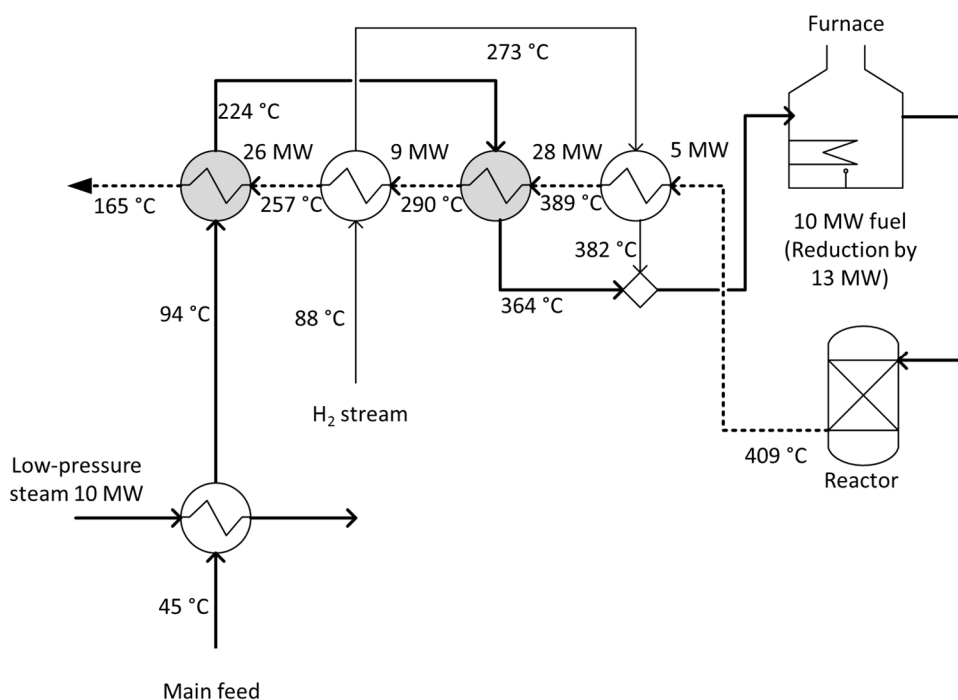 Furnace
273 °C
224 °C
26 MW
9 MW
28 MW
5 MW
165 °C
257 °C
290 °C
389 °C
10 MW fuel
(Reduction by
13 MW)
382 °C
364 °C
94 °C
88 °C
H₂ stream
409 °C
Reactor
Low-pressure
steam 10 MW
45 °C
Main feed